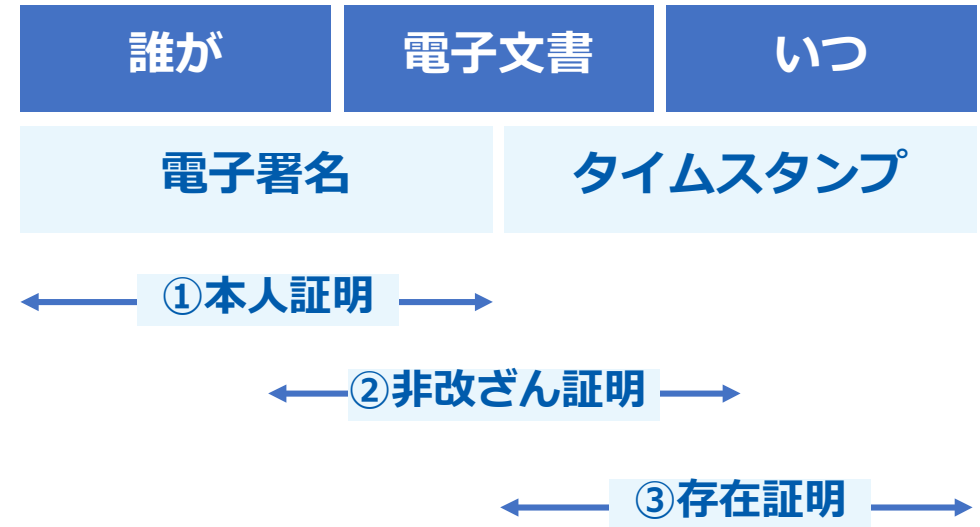 誰が
電子文書
いつ
電子署名
タイムスタンプ
①本人証明
②非改ざん証明
③存在証明